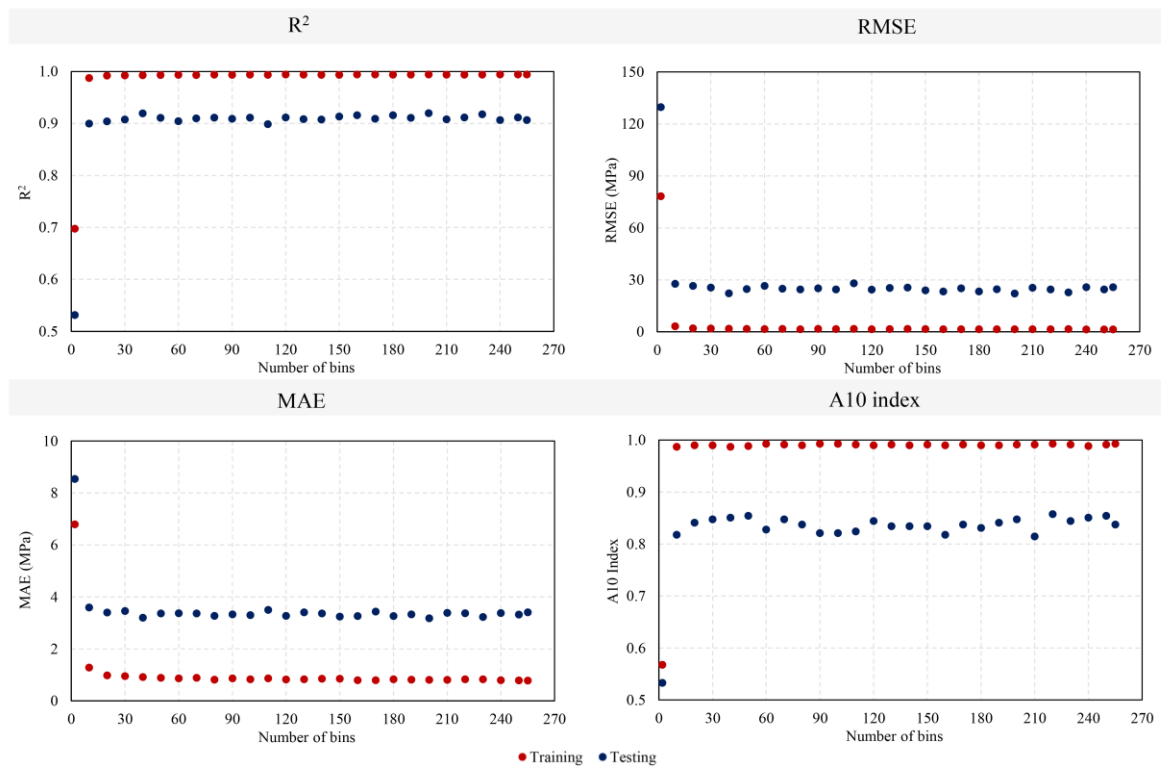 R²
RMSE
1.0
0.9
0.8
0.7
0.6
0.5
R²
0 30 60 90 120 150 180 210 240 270
Number of bins
150
120
90
60
30
0
RMSE (MPa)
0 30 60 90 120 150 180 210 240 270
Number of bins
MAE
A10 index
10
8
6
4
2
0
MAE (MPa)
0 30 60 90 120 150 180 210 240 270
Number of bins
1.0
0.9
0.8
0.7
0.6
0.5
A10 Index
0 30 60 90 120 150 180 210 240 270
Number of bins
Training Testing